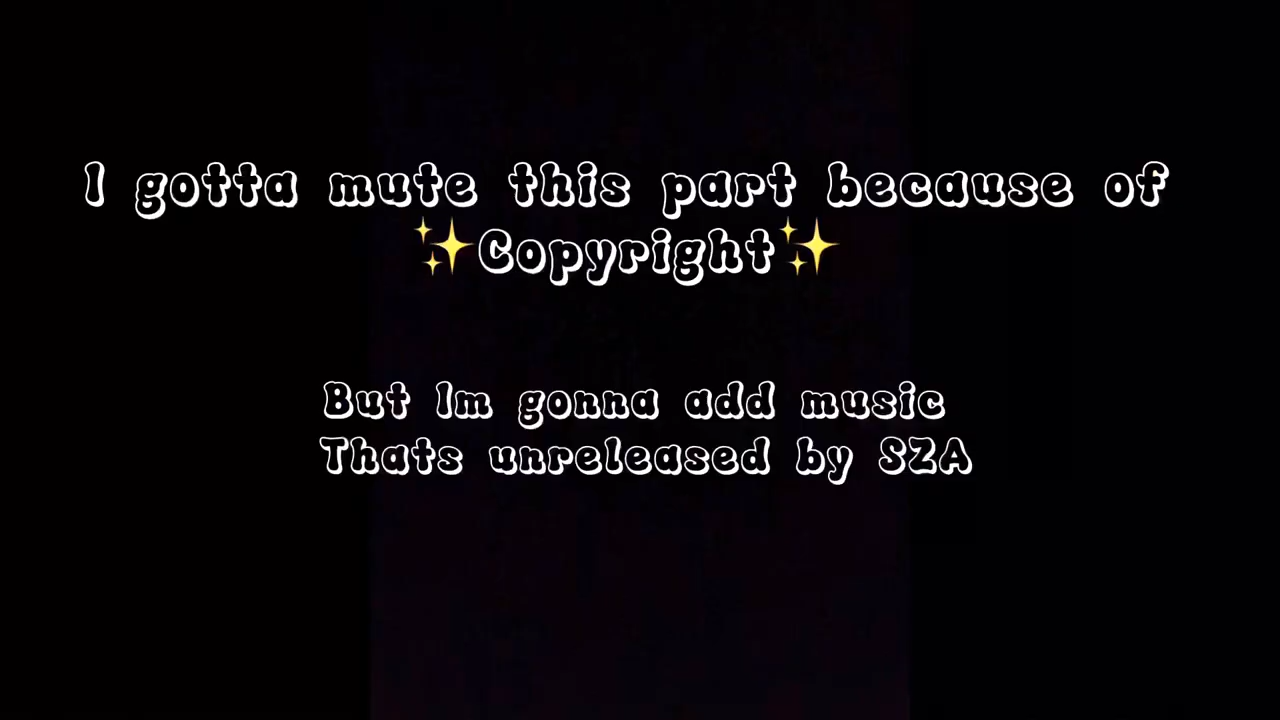 I gotta mute this part because of
✨Copyright✨
But Im gonna add music
Thats unreleased by SZA